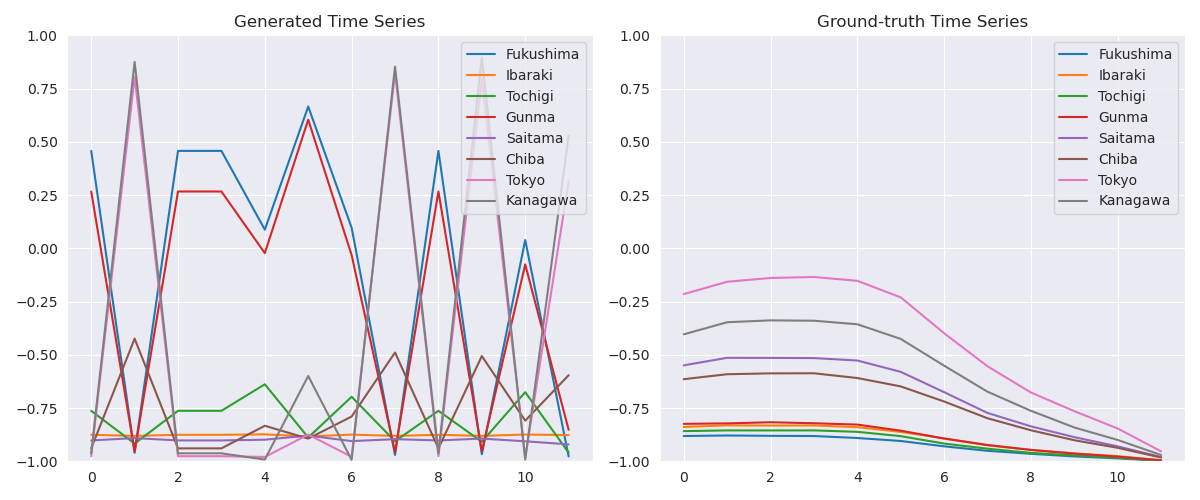 Generated Time Series
1.00
0.75
0.50
0.25
0.00
−0.25
−0.50
−0.75
−1.00
0 2 4 6 8 10
Fukushima
Ibaraki
Tochigi
Gunma
Saitama
Chiba
Tokyo
Kanagawa
Ground-truth Time Series
1.00
0.75
0.50
0.25
0.00
−0.25
−0.50
−0.75
−1.00
0 2 4 6 8 10
Fukushima
Ibaraki
Tochigi
Gunma
Saitama
Chiba
Tokyo
Kanagawa